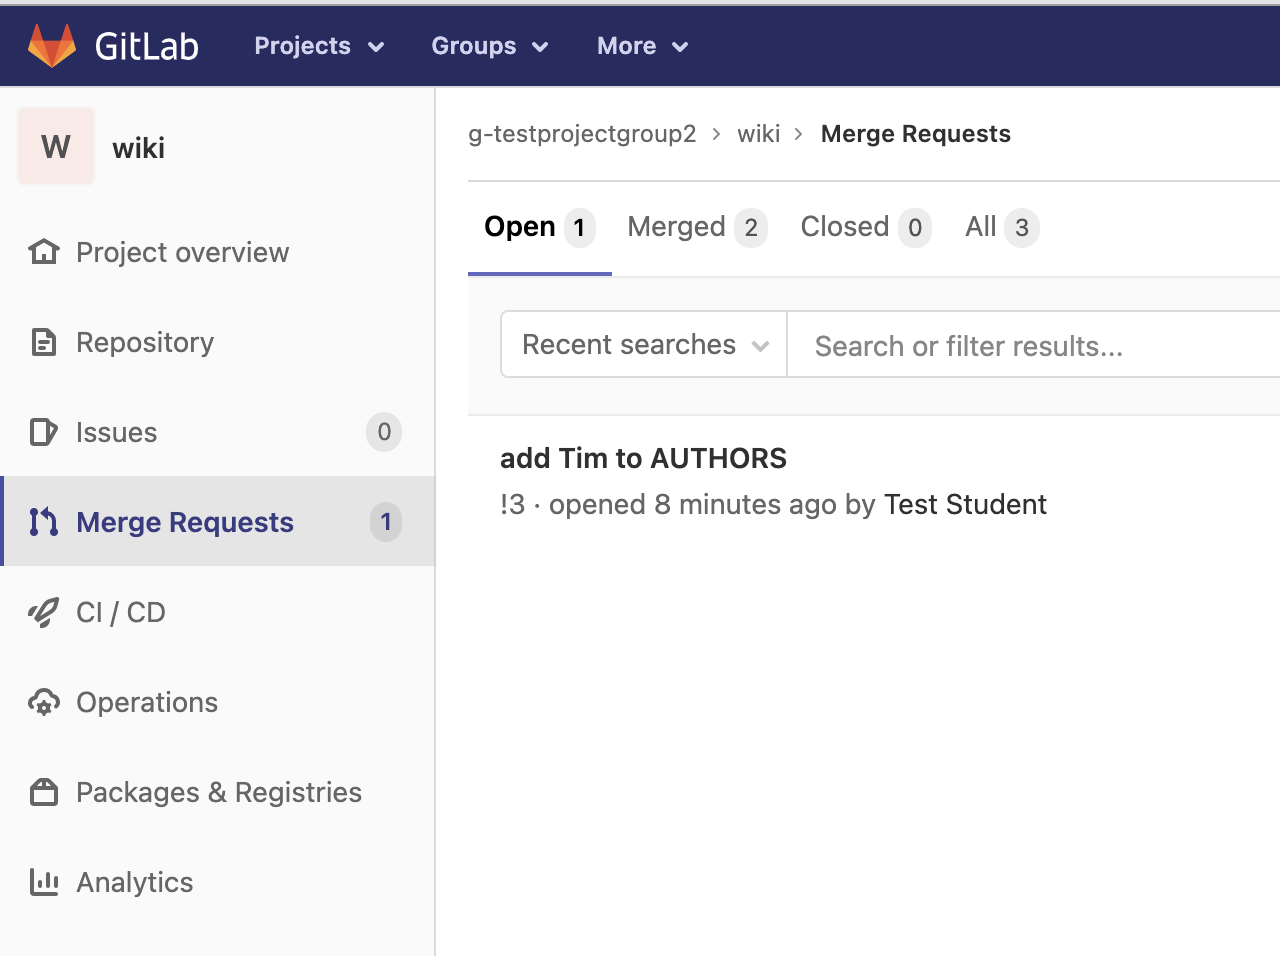 GitLab Projects Groups More
W wiki
Project overview
Repository
Issues 0
Merge Requests 1
CI / CD
Operations
Packages & Registries
Analytics
g-testprojectgroup2 > wiki > Merge Requests
Open 1 Merged 2 Closed 0 All 3
Recent searches Search or filter results...
add Tim to AUTHORS
!3 · opened 8 minutes ago by Test Student